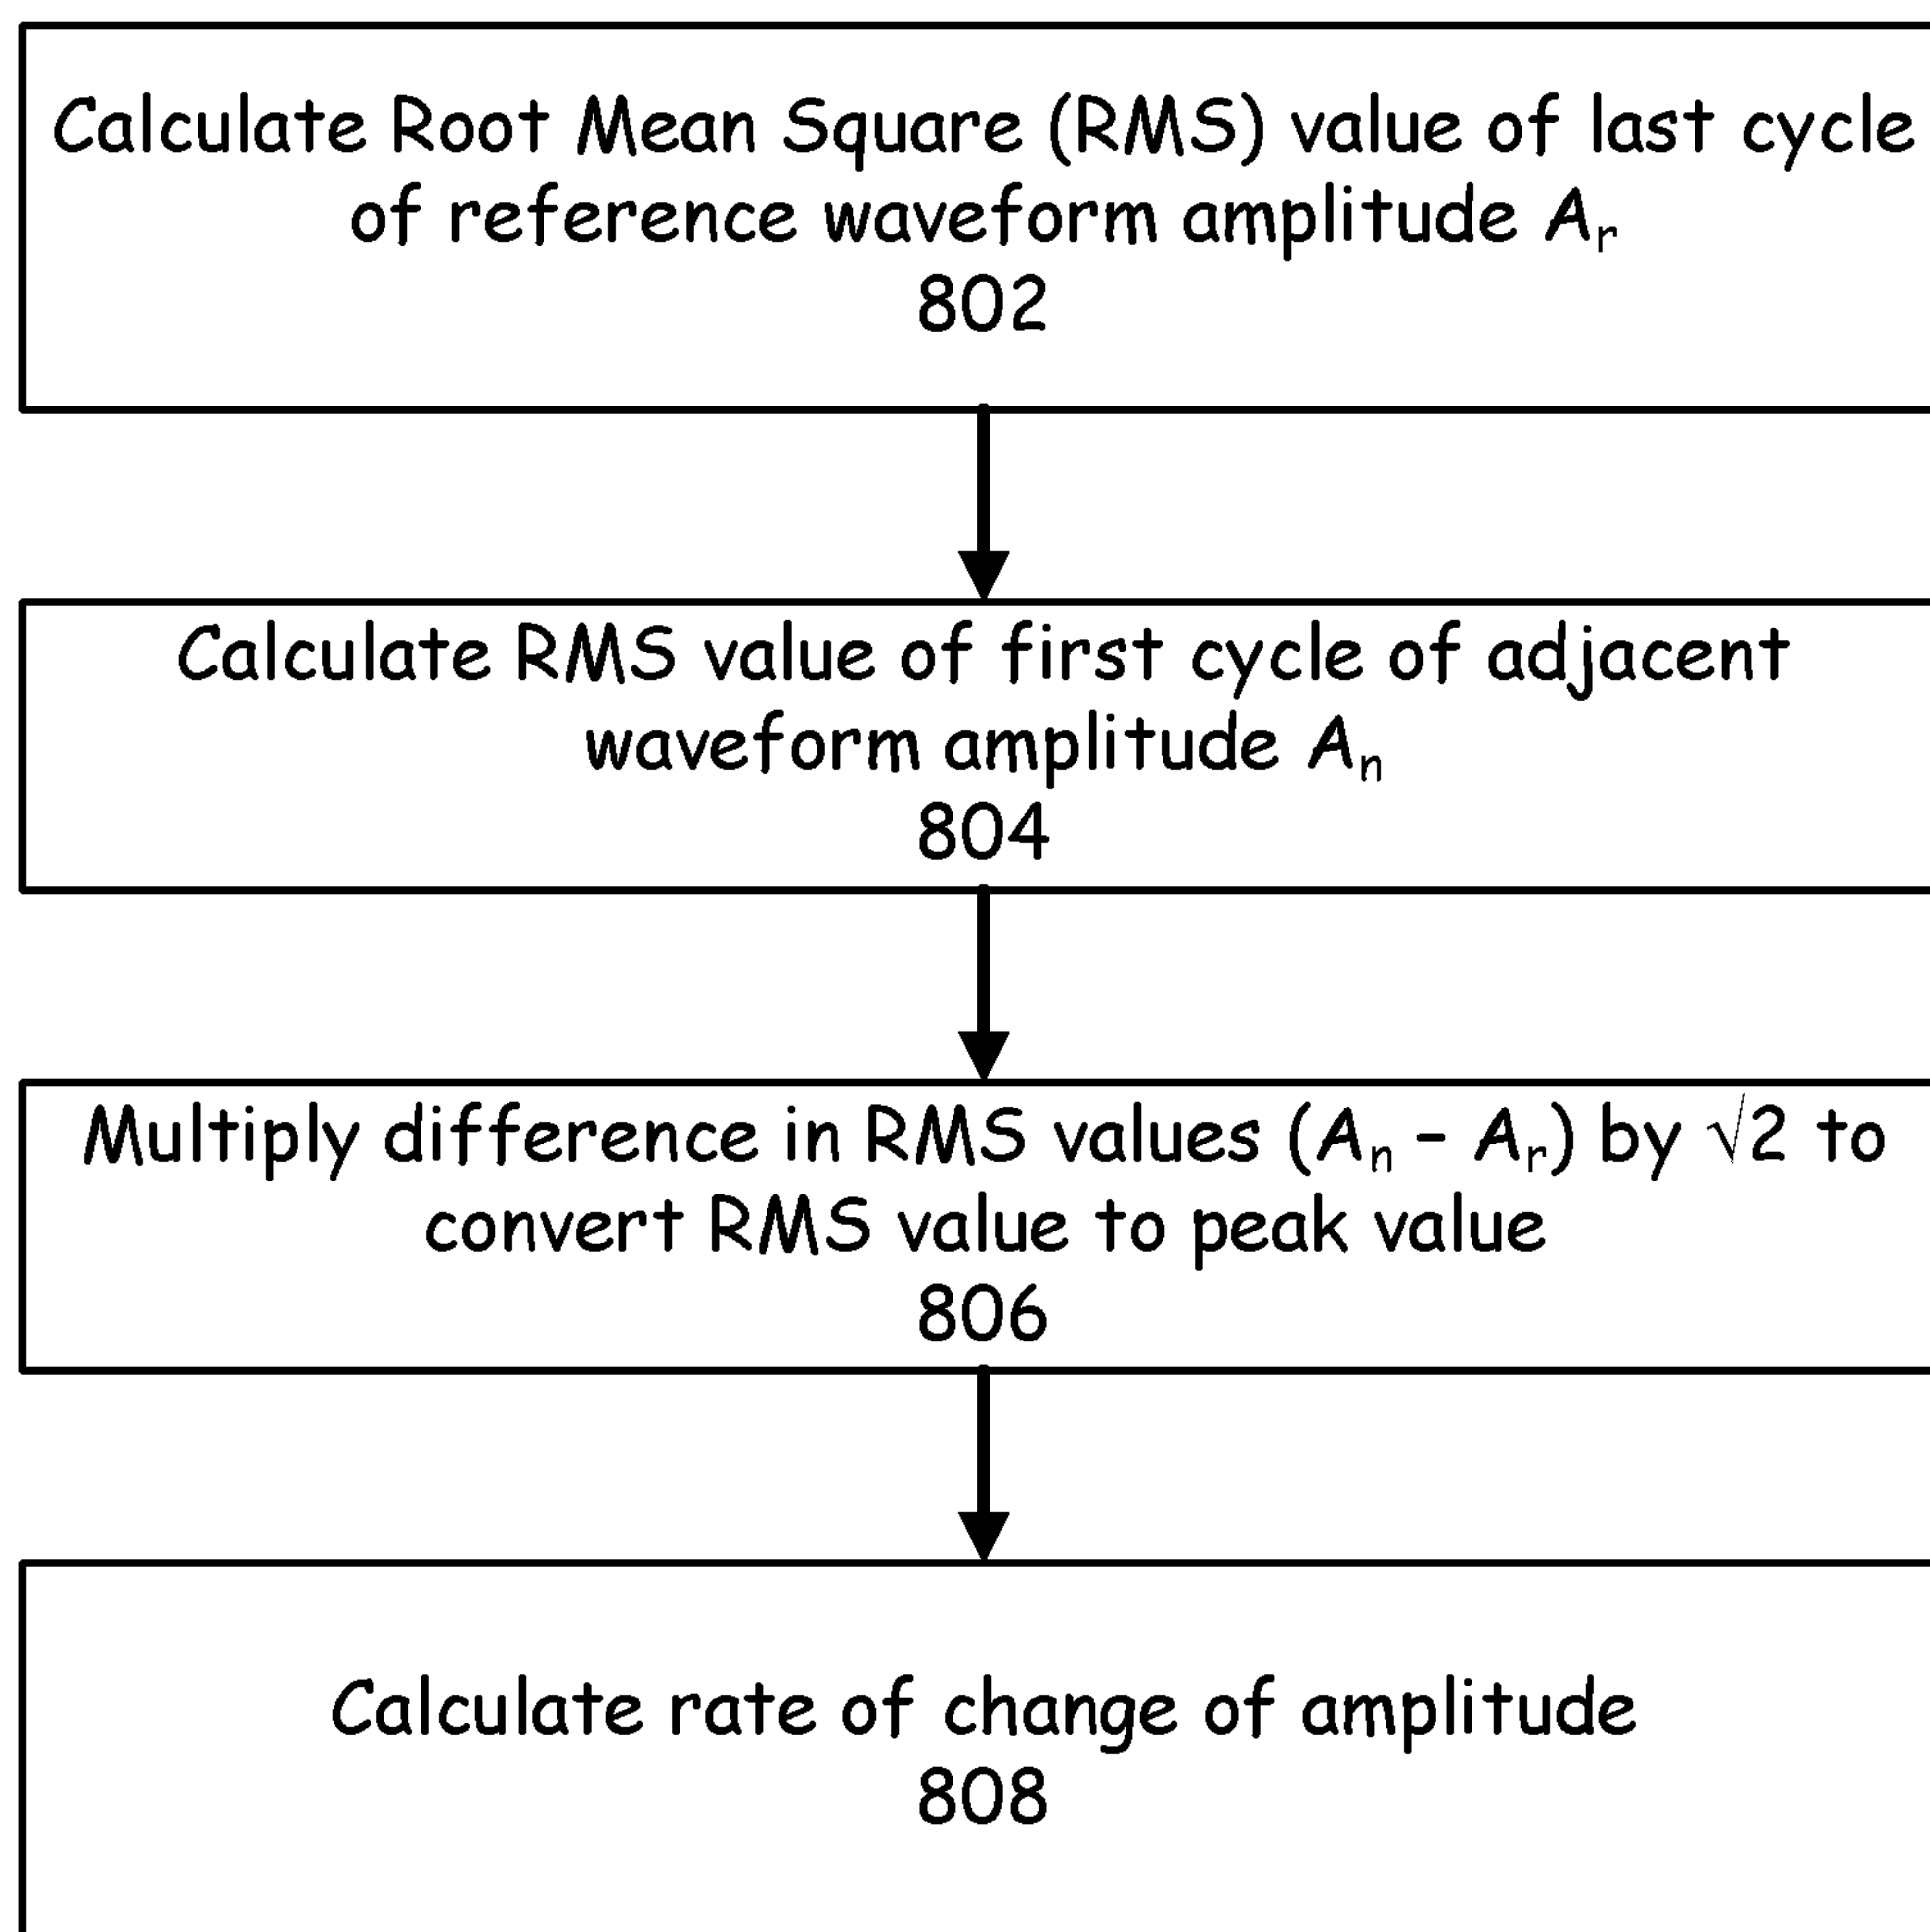 Calculate Root Mean Square (RMS) value of last cycle
of reference waveform amplitude Aᵣ
802
Calculate RMS value of first cycle of adjacent
waveform amplitude Aₙ
804
Multiply difference in RMS values (Aₙ - Aᵣ) by √2 to
convert RMS value to peak value
806
Calculate rate of change of amplitude
808